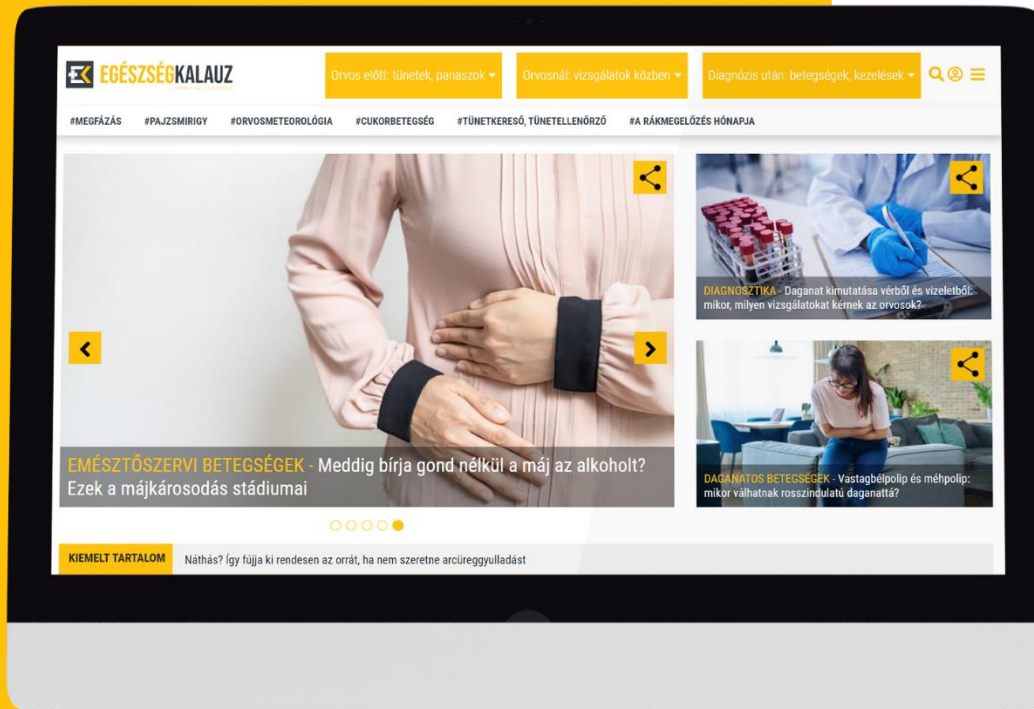 EGÉSZSÉGKALAUZ
Orvos előtt: tünetek, panaszok
Orvosnál: vizsgálatok közben
Diagnózis után: betegségek, kezelések
#MEGFÁZÁS #PAJZSMIRIGY #ORVOSMETEOROLÓGIA #CUKORBETEGSÉG #TÜNETKERESŐ, TÜNETELLENŐRZŐ #A RÁKMEGELŐZÉS HÓNAPJA
EMÉSZTŐSZERVI BETEGSÉGEK - Meddig bírja gond nélkül a máj az alkoholt?
Ezek a májkárosodás stádiumai
DIAGNOSZTIKA - Daganat kimutatása vérből és vizeletből:
mikor, milyen vizsgálatokat kérnek az orvosok?
DAGANATOS BETEGSÉGEK - Vastagbélpolip és méhpolip:
mikor válhatnak rosszindulatú daganattá?
KIEMELT TARTALOM Náthás? Így fújja ki rendesen az orrát, ha nem szeretne arcüreggyulladást